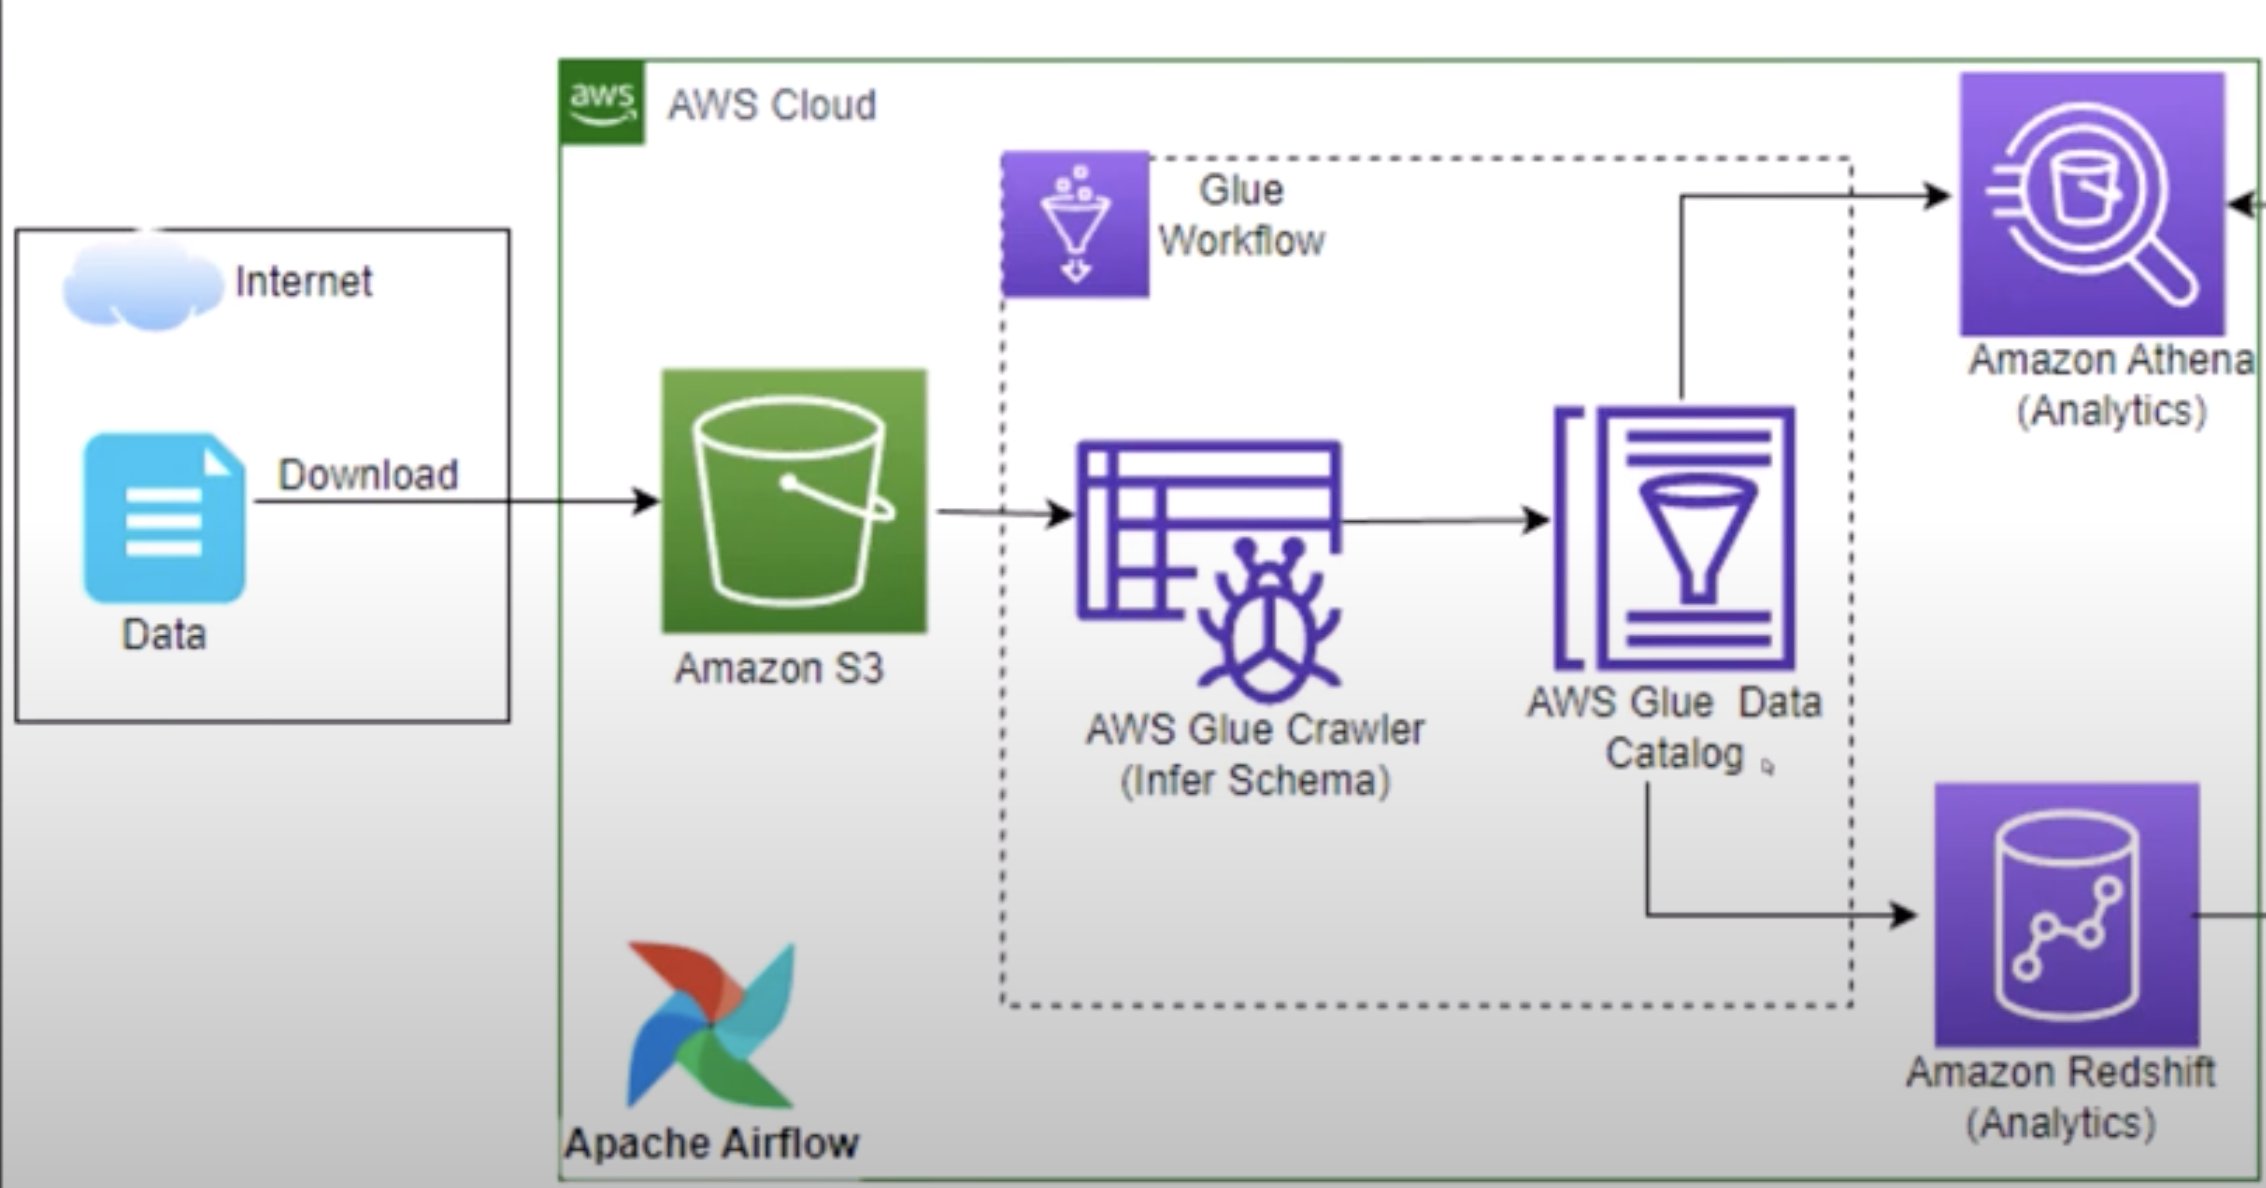 aws
AWS Cloud
Internet
Download
Data
Amazon S3
Glue
Workflow
AWS Glue Crawler
(Infer Schema)
AWS Glue Data
Catalog
Amazon Athena
(Analytics)
Amazon Redshift
(Analytics)
Apache Airflow